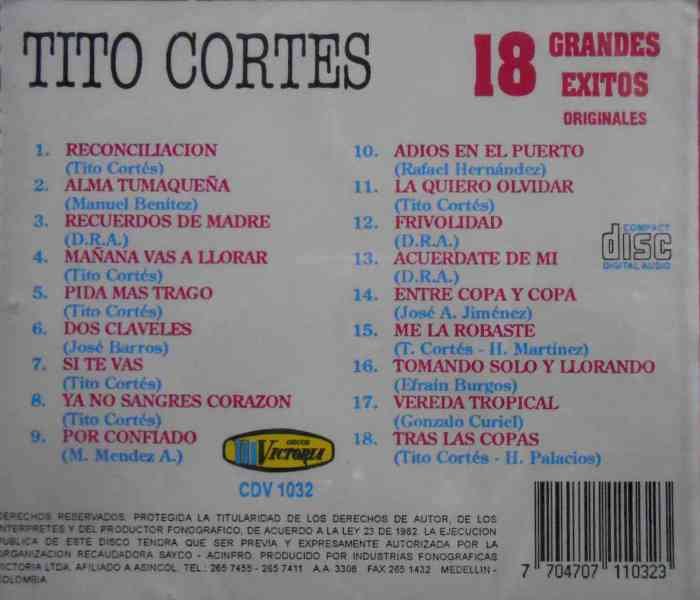 TITO CORTES
18 GRANDES EXITOS
ORIGINALES
1. RECONCILIACION
(Tito Cortés)
2. ALMA TUMAQUEÑA
(Manuel Benítez)
3. RECUERDOS DE MADRE
(D.R.A.)
4. MAÑANA VAS A LLORAR
(Tito Cortés)
5. PIDA MAS TRAGO
(Tito Cortés)
6. DOS CLAVELES
(José Barros)
7. SI TE VAS
(Tito Cortés)
8. YA NO SANGRES CORAZON
(Tito Cortés)
9. POR CONFIADO
(M. Mendez A.)
10. ADIOS EN EL PUERTO
(Rafael Hernández)
11. LA QUIERO OLVIDAR
(Tito Cortés)
12. FRIVOLIDAD
(D.R.A.)
13. ACUERDATE DE MI
(D.R.A.)
14. ENTRE COPA Y COPA
(José A. Jiménez)
15. ME LA ROBASTE
(T. Cortés - H. Martínez)
16. TOMANDO SOLO Y LLORANDO
(Efraín Burgos)
17. VEREDA TROPICAL
(Gonzalo Curiel)
18. TRAS LAS COPAS
(Tito Cortés - H. Palacios)
COMPACT
disc
DIGITAL AUDIO
DISCOS
VICTORIA
CDV 1032
DERECHOS RESERVADOS. PROTEGIDA LA TITULARIDAD DE LOS DERECHOS DE AUTOR, DE LOS
INTERPRETES Y DEL PRODUCTOR FONOGRAFICO, DE ACUERDO A LA LEY 23 DE 1982. LA EJECUCION
PUBLICA DE ESTE DISCO TENDRA QUE SER PREVIA Y EXPRESAMENTE AUTORIZADA POR LA
ORGANIZACION RECAUDADORA SAYCO - ACINPRO. PRODUCIDO POR INDUSTRIAS FONOGRAFICAS
VICTORIA LTDA. AFILIADO A ASINCOL. TEL.: 265 7455 - 265 7411 A.A. 3308 FAX 265 1432 MEDELLIN-
COLOMBIA
7 704707 110323